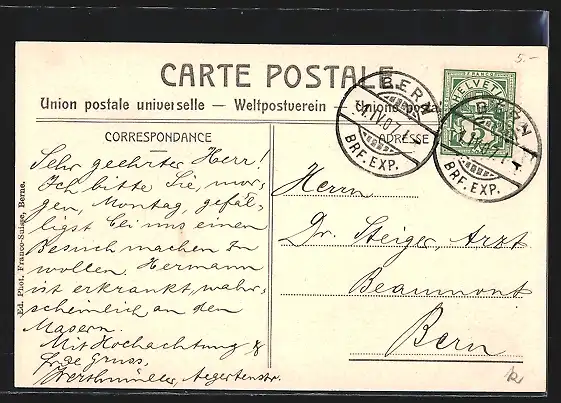 5.-
CARTE POSTALE
Union postale universelle — Weltpostverein — Unione postale
CORRESPONDANCE
ADRESSE
HELVETIA
FRANCO
BERN
BRF. EXP.
BERN
BRF. EXP.
Sehr geehrter Herr!
Ich bitte Sie, mor-
gen, Montag, gefäl-
ligst bei uns einen
Besuch machen zu
wollen. Hermann
ist erkrankt, wahr-
scheinlich an den
Masern.
Mit Hochachtung &
Gruss,
Aegertenstr.
Herrn
Dr. Steiger, Arzt
Beaumont
Bern
Ed. Phot. Franco-Suisse, Berne.